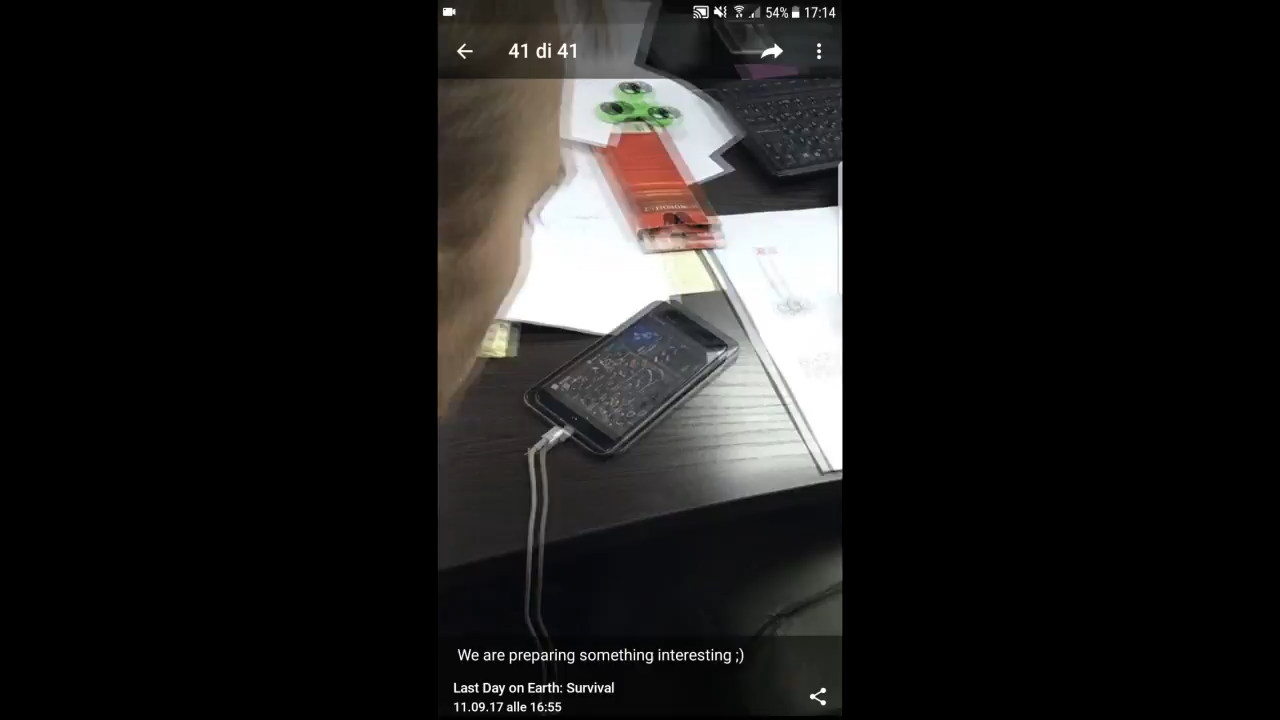 54% 17:14
41 di 41
We are preparing something interesting ;)
Last Day on Earth: Survival
11.09.17 alle 16:55